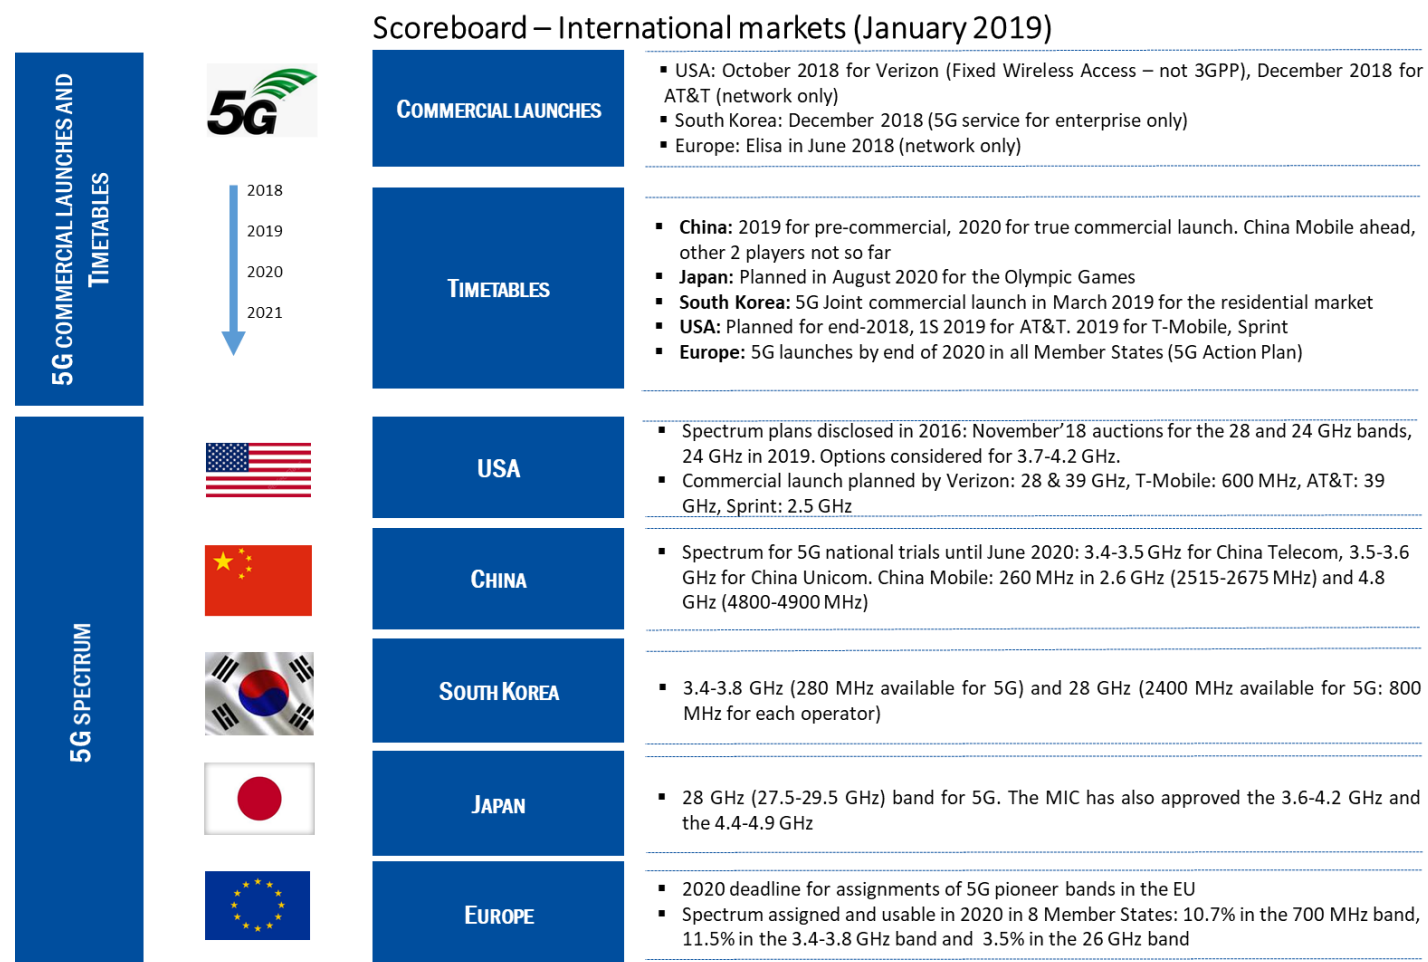 Scoreboard – International markets (January 2019)
5G COMMERCIAL LAUNCHES AND
TIMETABLES
5G
2018
2019
2020
2021
COMMERCIAL LAUNCHES
▪ USA: October 2018 for Verizon (Fixed Wireless Access – not 3GPP), December 2018 for
AT&T (network only)
▪ South Korea: December 2018 (5G service for enterprise only)
▪ Europe: Elisa in June 2018 (network only)
TIMETABLES
▪ China: 2019 for pre-commercial, 2020 for true commercial launch. China Mobile ahead,
other 2 players not so far
▪ Japan: Planned in August 2020 for the Olympic Games
▪ South Korea: 5G Joint commercial launch in March 2019 for the residential market
▪ USA: Planned for end-2018, 1S 2019 for AT&T. 2019 for T-Mobile, Sprint
▪ Europe: 5G launches by end of 2020 in all Member States (5G Action Plan)
5G SPECTRUM
USA
▪ Spectrum plans disclosed in 2016: November’18 auctions for the 28 and 24 GHz bands,
24 GHz in 2019. Options considered for 3.7-4.2 GHz.
▪ Commercial launch planned by Verizon: 28 & 39 GHz, T-Mobile: 600 MHz, AT&T: 39
GHz, Sprint: 2.5 GHz
CHINA
▪ Spectrum for 5G national trials until June 2020: 3.4-3.5 GHz for China Telecom, 3.5-3.6
GHz for China Unicom. China Mobile: 260 MHz in 2.6 GHz (2515-2675 MHz) and 4.8
GHz (4800-4900 MHz)
SOUTH KOREA
▪ 3.4-3.8 GHz (280 MHz available for 5G) and 28 GHz (2400 MHz available for 5G: 800
MHz for each operator)
JAPAN
▪ 28 GHz (27.5-29.5 GHz) band for 5G. The MIC has also approved the 3.6-4.2 GHz and
the 4.4-4.9 GHz
EUROPE
▪ 2020 deadline for assignments of 5G pioneer bands in the EU
▪ Spectrum assigned and usable in 2020 in 8 Member States: 10.7% in the 700 MHz band,
11.5% in the 3.4-3.8 GHz band and 3.5% in the 26 GHz band